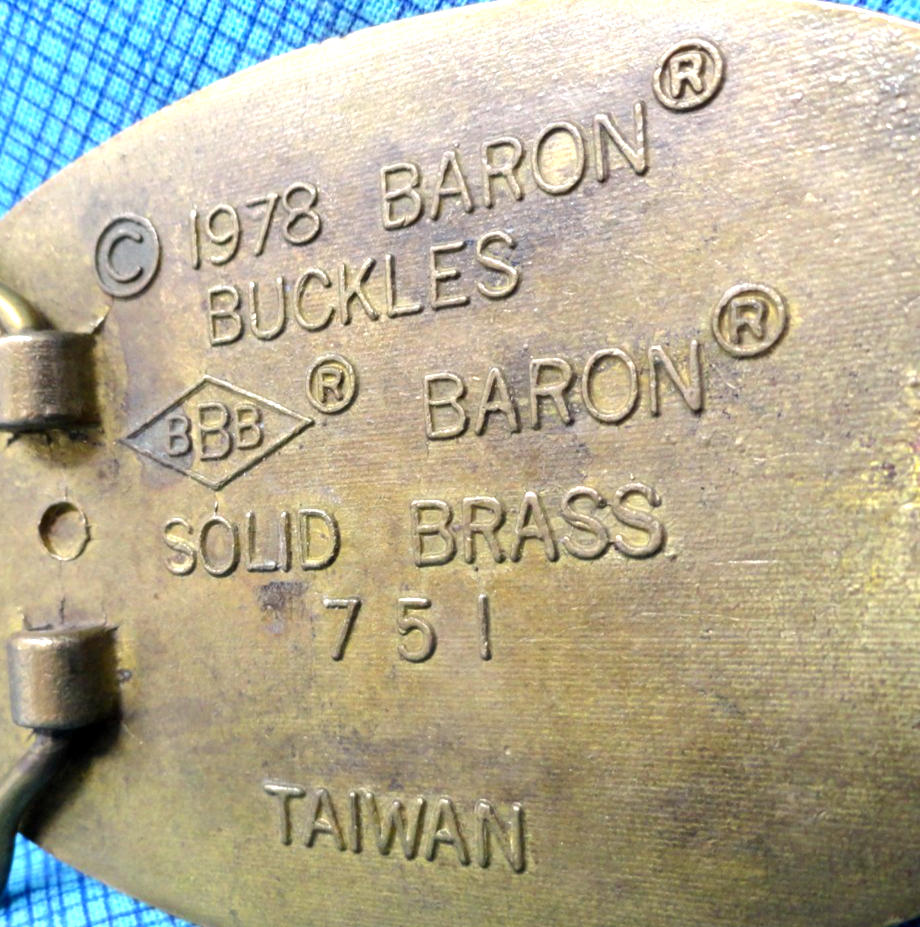 © 1978 BARON®
BUCKLES
BBB® BARON®
SOLID BRASS
751
TAIWAN